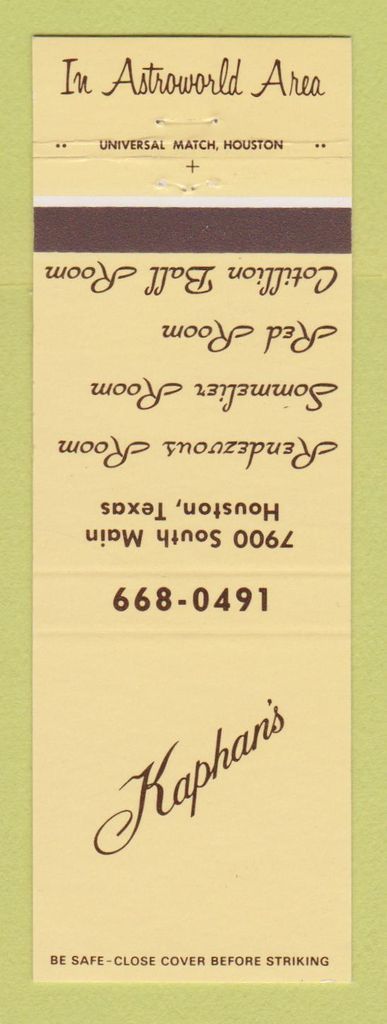 In Astroworld Area
UNIVERSAL MATCH, HOUSTON
7900 South Main
Houston, Texas
Rendezvous Room
Sommelier Room
Red Room
Cotillion Ball Room
668-0491
Kaphan's
BE SAFE-CLOSE COVER BEFORE STRIKING